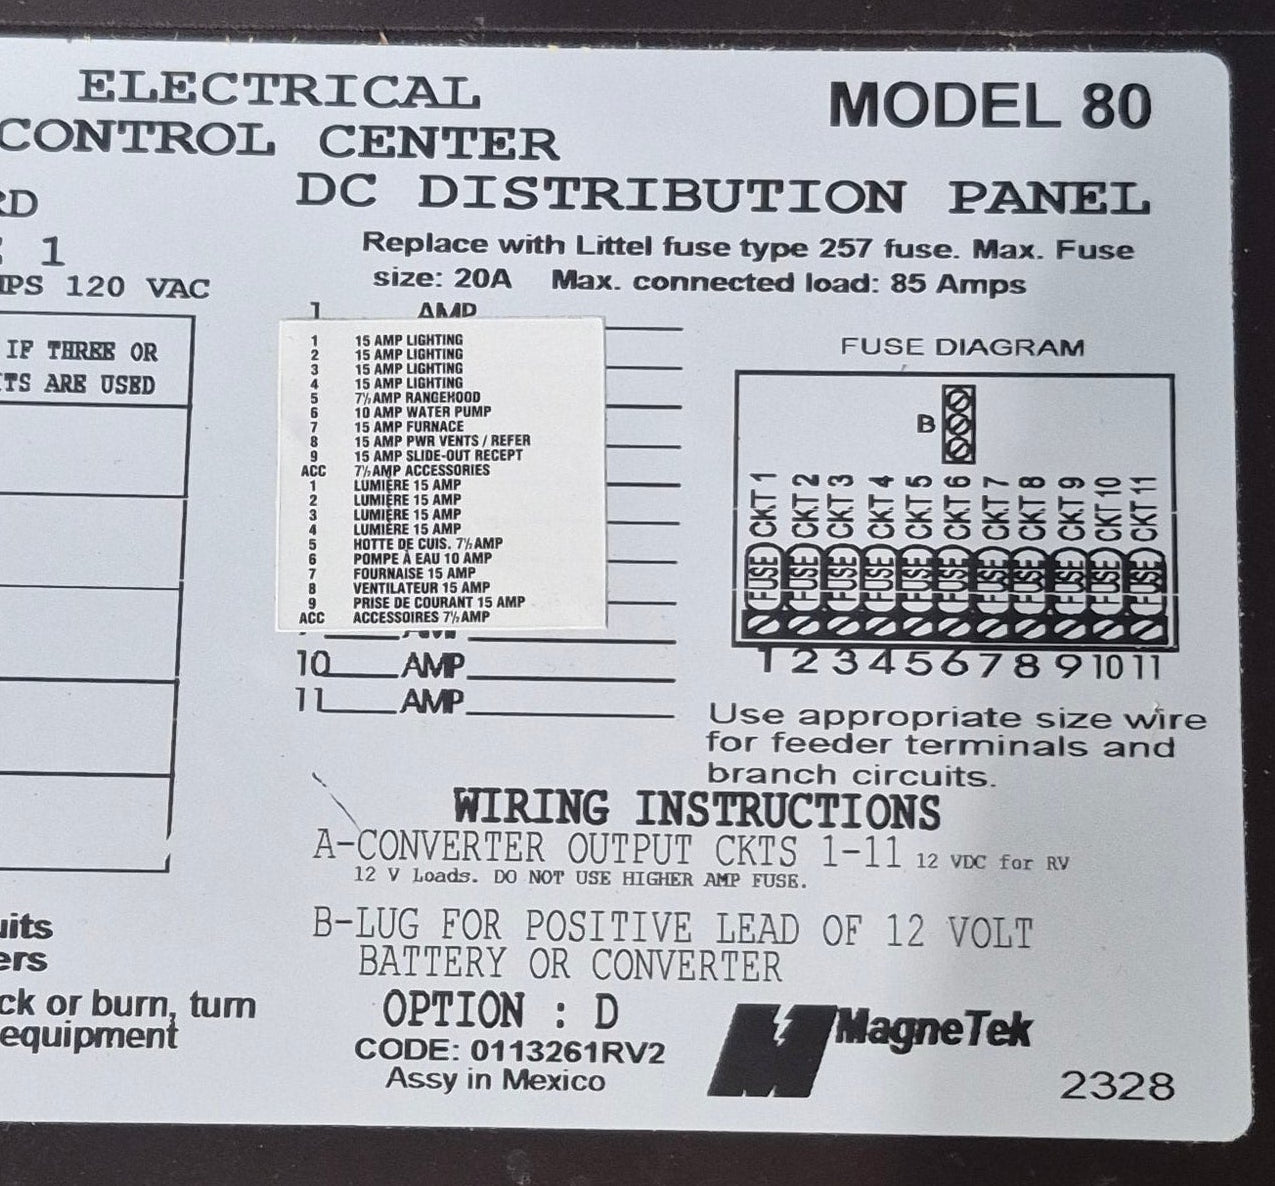 ELECTRICAL
CONTROL CENTER
MODEL 80
RD
DC DISTRIBUTION PANEL
: 1
Replace with Littel fuse type 257 fuse. Max. Fuse
size: 20A Max. connected load: 85 Amps
MPS 120 VAC
IF THREE OR
TS ARE USED
1 AMP
1 15 AMP LIGHTING
2 15 AMP LIGHTING
3 15 AMP LIGHTING
4 15 AMP LIGHTING
5 7½ AMP RANGEHOOD
6 10 AMP WATER PUMP
7 15 AMP FURNACE
8 15 AMP PWR VENTS / REFER
9 15 AMP SLIDE-OUT RECEPT
ACC 7½ AMP ACCESSORIES
1 LUMIÈRE 15 AMP
2 LUMIÈRE 15 AMP
3 LUMIÈRE 15 AMP
4 LUMIÈRE 15 AMP
5 HOTTE DE CUIS. 7½ AMP
6 POMPE À EAU 10 AMP
7 FOURNAISE 15 AMP
8 VENTILATEUR 15 AMP
9 PRISE DE COURANT 15 AMP
ACC ACCESSOIRES 7½ AMP
10 AMP
11 AMP
FUSE DIAGRAM
B
CKT 1 CKT 2 CKT 3 CKT 4 CKT 5 CKT 6 CKT 7 CKT 8 CKT 9 CKT 10 CKT 11
FUSE FUSE FUSE FUSE FUSE FUSE FUSE FUSE FUSE FUSE FUSE
1 2 3 4 5 6 7 8 9 10 11
Use appropriate size wire
for feeder terminals and
branch circuits.
WIRING INSTRUCTIONS
A-CONVERTER OUTPUT CKTS 1-11 12 VDC for RV
12 V Loads. DO NOT USE HIGHER AMP FUSE.
B-LUG FOR POSITIVE LEAD OF 12 VOLT
BATTERY OR CONVERTER
uits
ers
ck or burn, turn
equipment
OPTION : D
CODE: 0113261RV2
Assy in Mexico
MagneTek
2328